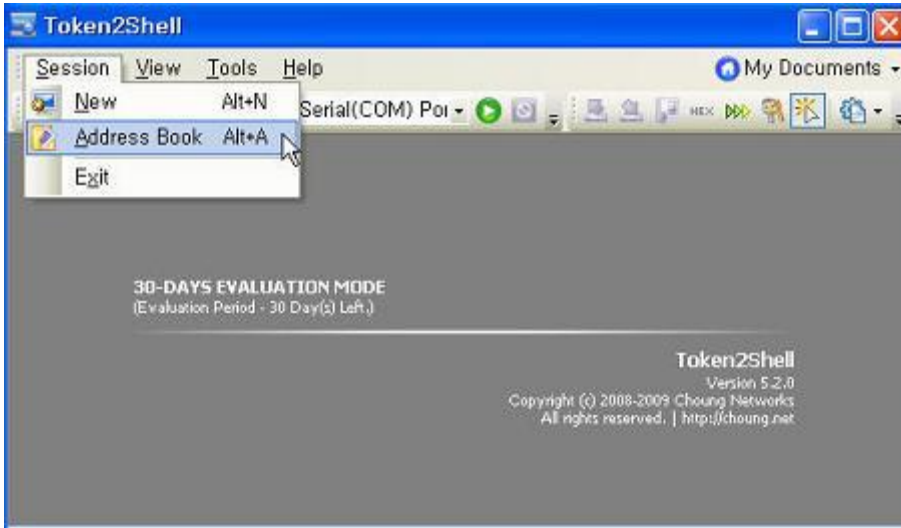 Token2Shell
Session View Tools Help My Documents
New Alt+N
Serial(COM) Por
HEX
Address Book Alt+A
Exit
30-DAYS EVALUATION MODE
(Evaluation Period - 30 Day(s) Left.)
Token2Shell
Version 5.2.0
Copyright (c) 2008-2009 Choung Networks
All rights reserved. | http://choung.net